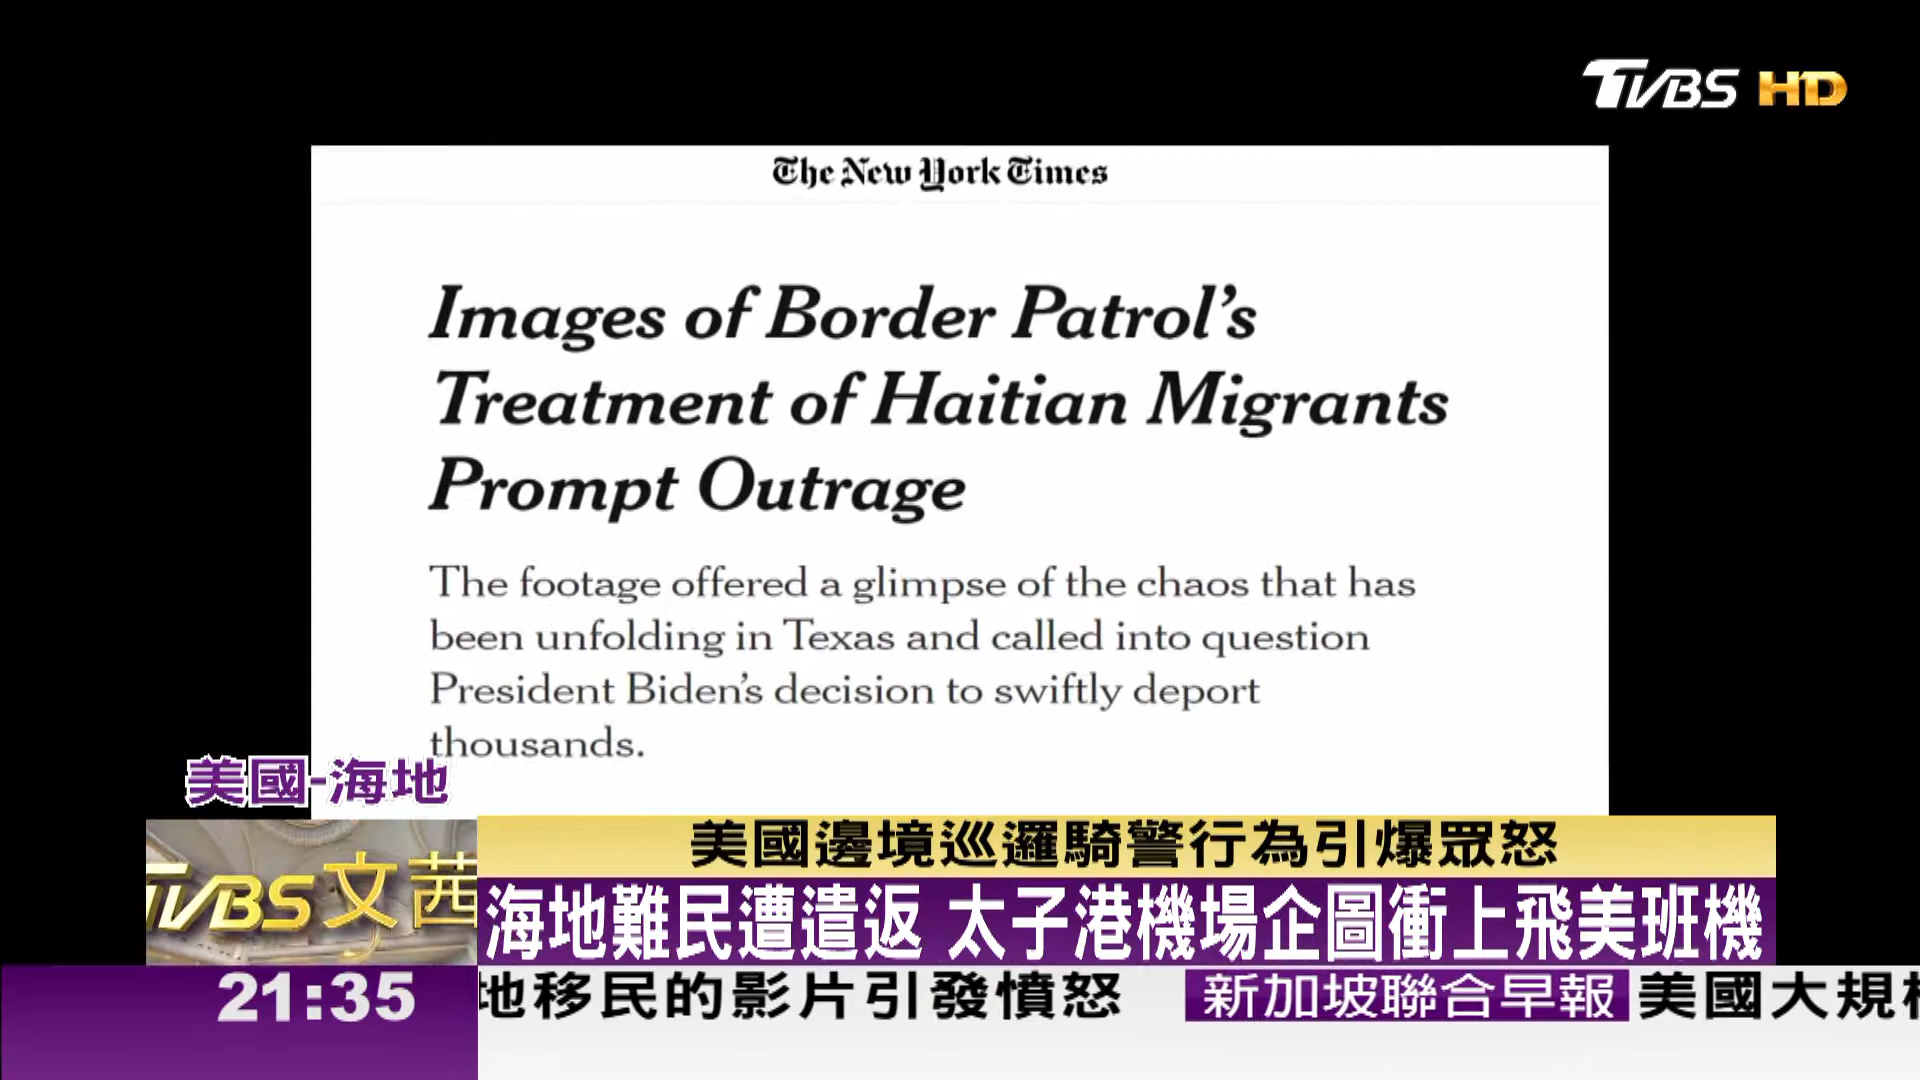 TVBS HD
The New York Times
Images of Border Patrol's
Treatment of Haitian Migrants
Prompt Outrage
The footage offered a glimpse of the chaos that has
been unfolding in Texas and called into question
President Biden's decision to swiftly deport
thousands.
美國-海地
TVBS 文茜
美國邊境巡邏騎警行為引爆眾怒
海地難民遭遣返 太子港機場企圖衝上飛美班機
21:35
地移民的影片引發憤怒 新加坡聯合早報 美國大規